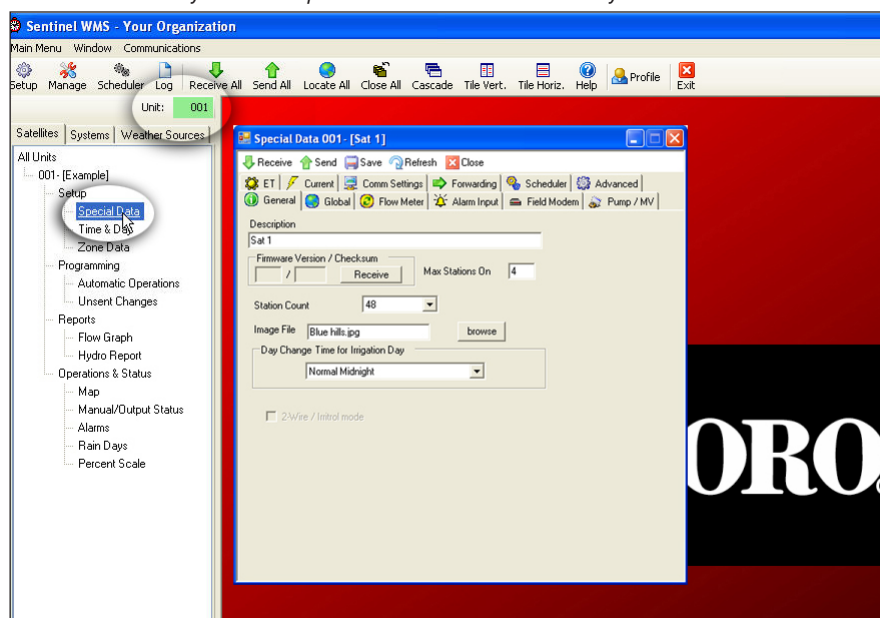 Sentinel WMS - Your Organization
Main Menu Window Communications
Setup Manage Scheduler Log Receive All Send All Locate All Close All Cascade Tile Vert. Tile Horiz. Help Profile Exit
Unit: 001
Satellites Systems Weather Sources
All Units
001- [Example]
Setup
Special Data
Time & Day
Zone Data
Programming
Automatic Operations
Unsent Changes
Reports
Flow Graph
Hydro Report
Operations & Status
Map
Manual/Output Status
Alarms
Rain Days
Percent Scale
Special Data 001- [Sat 1]
Receive Send Save Refresh Close
ET Current Comm Settings Forwarding Scheduler Advanced
General Global Flow Meter Alarm Input Field Modem Pump / MV
Description
Sat 1
Firmware Version / Checksum
/ Receive
Max Stations On 4
Station Count 48
Image File Blue hills.jpg browse
Day Change Time for Irrigation Day
Normal Midnight
2-Wire / Initrol mode
ORO